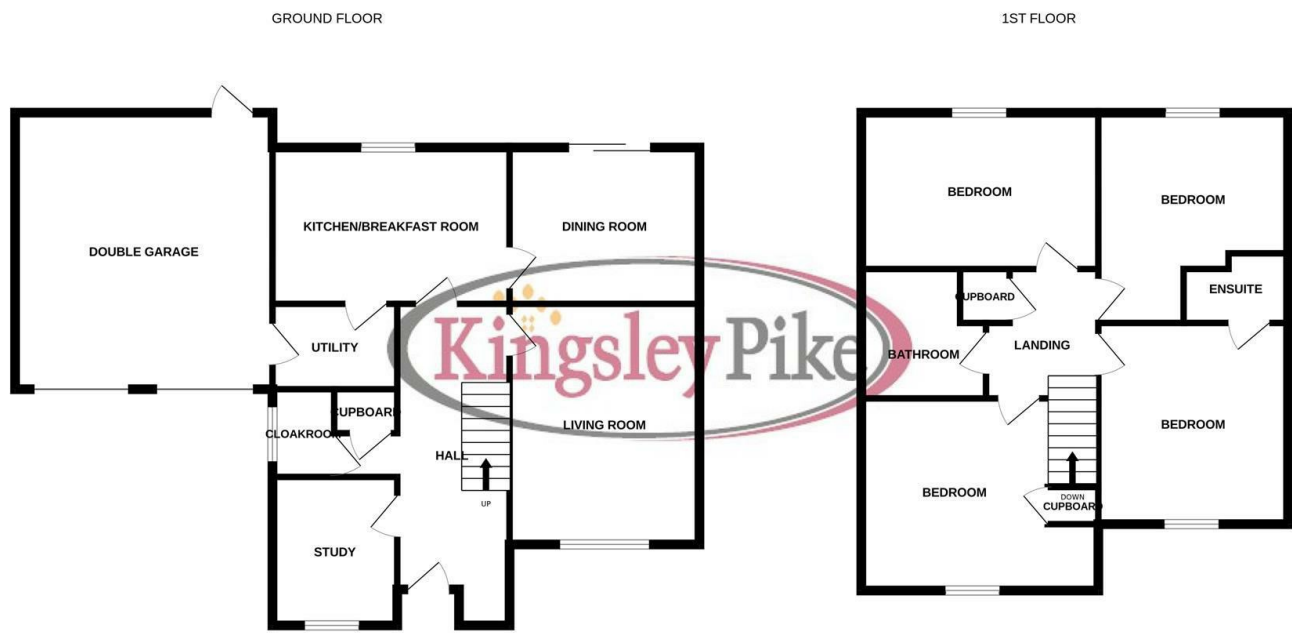 GROUND FLOOR
1ST FLOOR
DOUBLE GARAGE
KITCHEN/BREAKFAST ROOM
DINING ROOM
UTILITY
CUPBOARD
CLOAKROOM
HALL
LIVING ROOM
UP
STUDY
Kingsley Pike
BEDROOM
BEDROOM
ENSUITE
CUPBOARD
BATHROOM
LANDING
BEDROOM
BEDROOM
DOWN
CUPBOARD